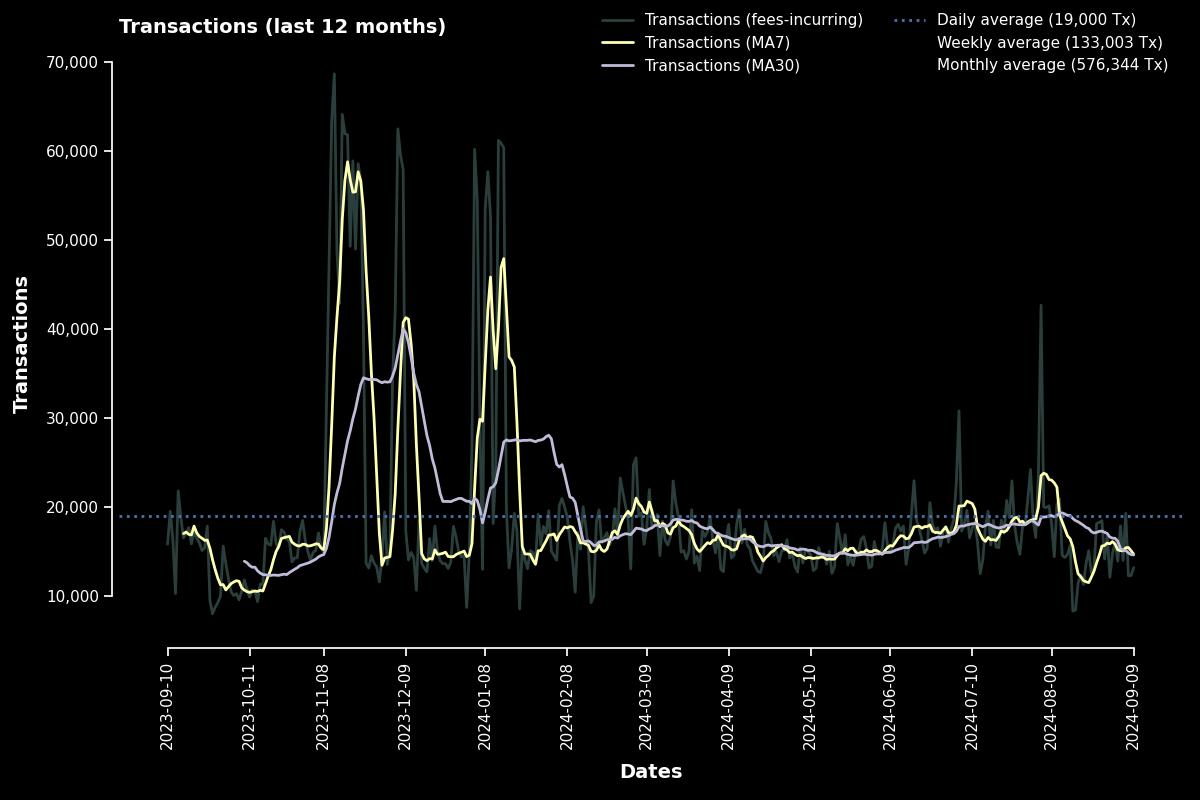 Transactions (last 12 months)
Transactions (fees-incurring)
Transactions (MA7)
Transactions (MA30)
Daily average (19,000 Tx)
Weekly average (133,003 Tx)
Monthly average (576,344 Tx)
Transactions
70,000
60,000
50,000
40,000
30,000
20,000
10,000
2023-09-10
2023-10-11
2023-11-08
2023-12-09
2024-01-08
2024-02-08
2024-03-09
2024-04-09
2024-05-10
2024-06-09
2024-07-10
2024-08-09
2024-09-09
Dates